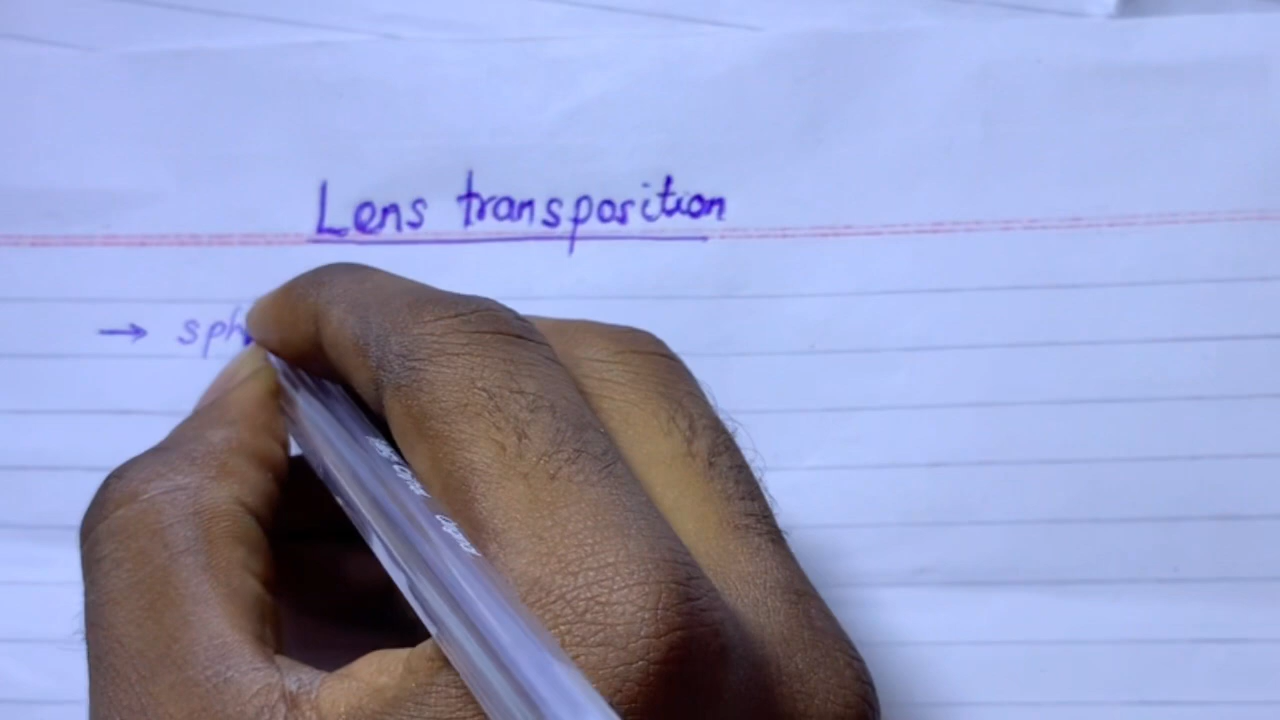 Lens transposition
→ sph